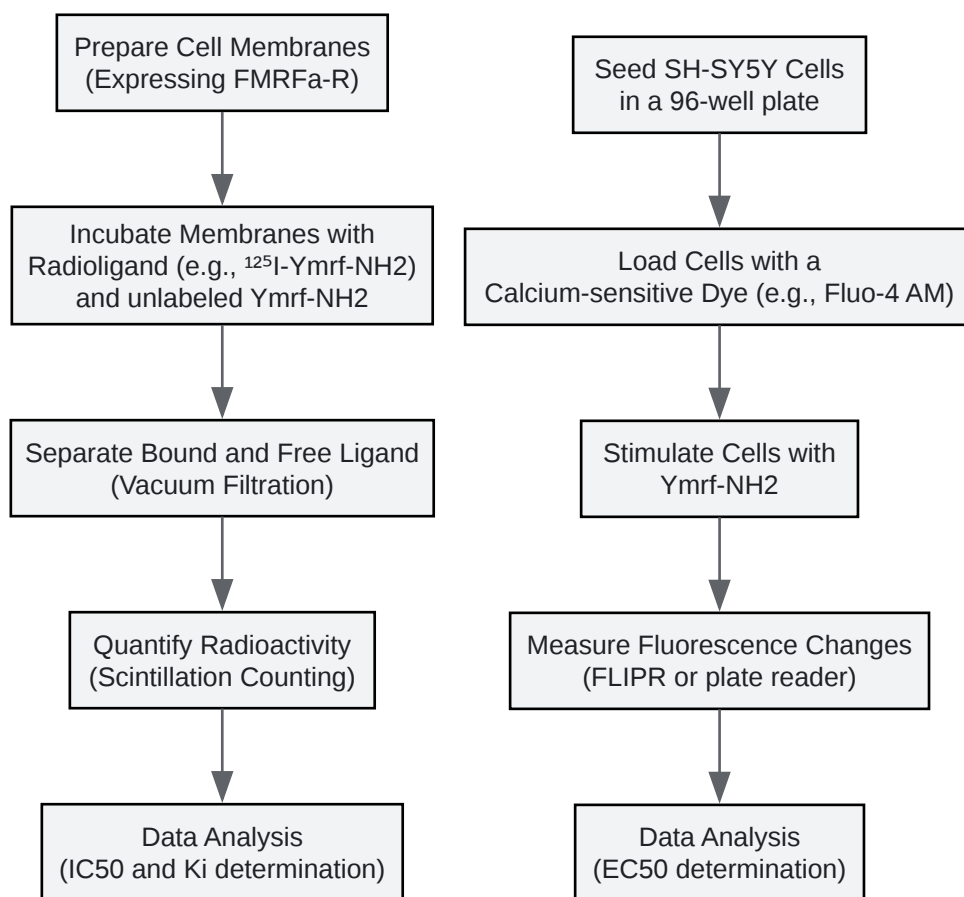 Prepare Cell Membranes
(Expressing FMRFa-R)
Incubate Membranes with
Radioligand (e.g., ¹²⁵I-Ymrf-NH2)
and unlabeled Ymrf-NH2
Separate Bound and Free Ligand
(Vacuum Filtration)
Quantify Radioactivity
(Scintillation Counting)
Data Analysis
(IC50 and Ki determination)
Seed SH-SY5Y Cells
in a 96-well plate
Load Cells with a
Calcium-sensitive Dye (e.g., Fluo-4 AM)
Stimulate Cells with
Ymrf-NH2
Measure Fluorescence Changes
(FLIPR or plate reader)
Data Analysis
(EC50 determination)